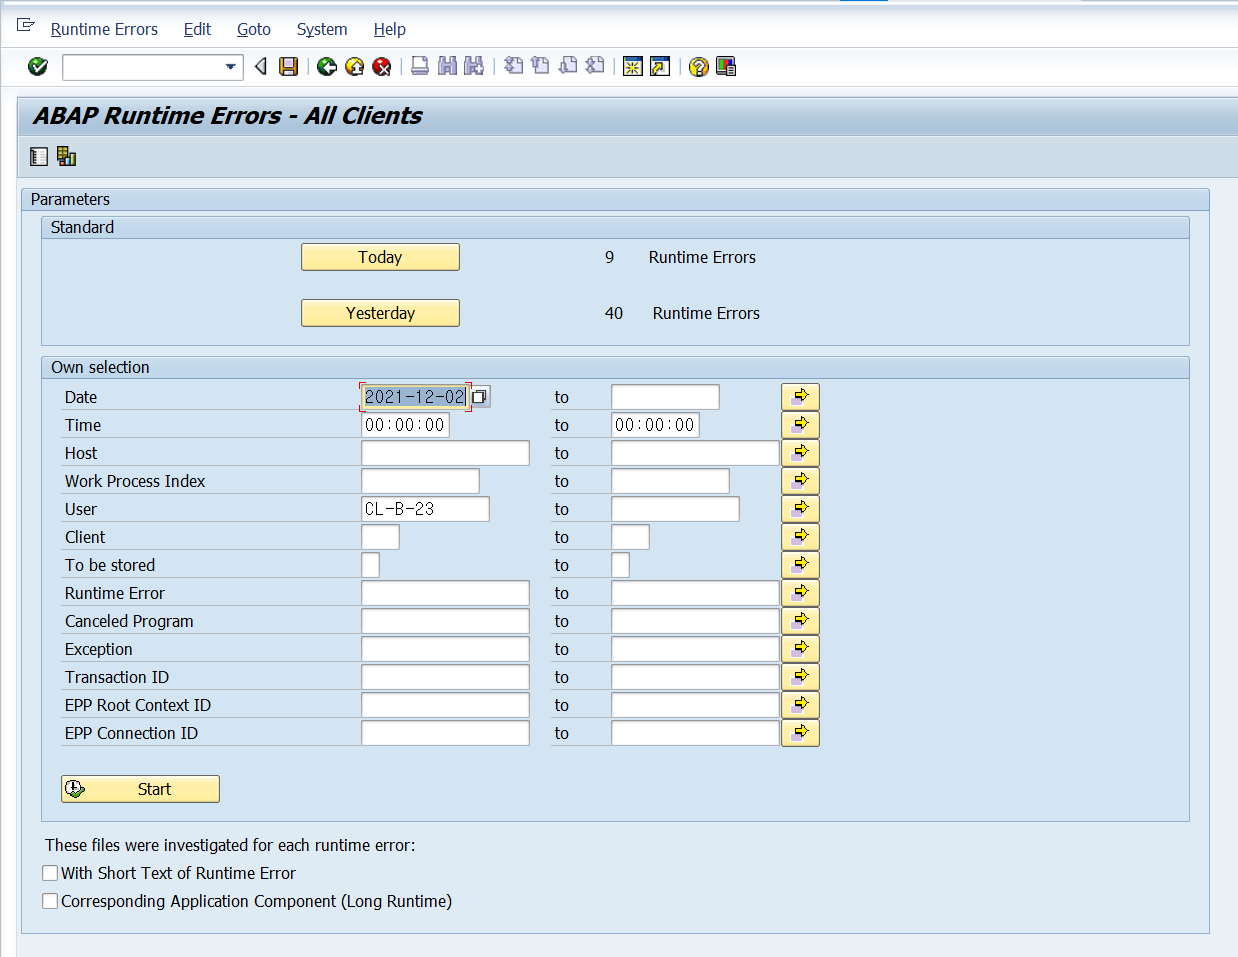 Runtime Errors Edit Goto System Help
ABAP Runtime Errors - All Clients
Parameters
Standard
Today 9 Runtime Errors
Yesterday 40 Runtime Errors
Own selection
Date 2021-12-02 to
Time 00:00:00 to 00:00:00
Host to
Work Process Index to
User CL-B-23 to
Client to
To be stored to
Runtime Error to
Canceled Program to
Exception to
Transaction ID to
EPP Root Context ID to
EPP Connection ID to
Start
These files were investigated for each runtime error:
With Short Text of Runtime Error
Corresponding Application Component (Long Runtime)